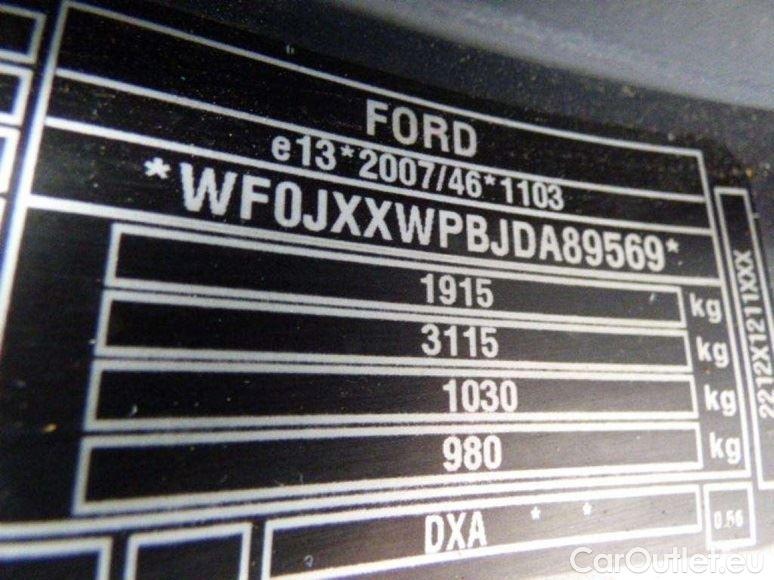 FORD
e13*2007/46*1103
*WF0JXXWPBJDA89569*
1915 kg
3115 kg
1030 kg
980 kg
DXA * *
0.56
2212X1211XXX
CarOutlet.eu